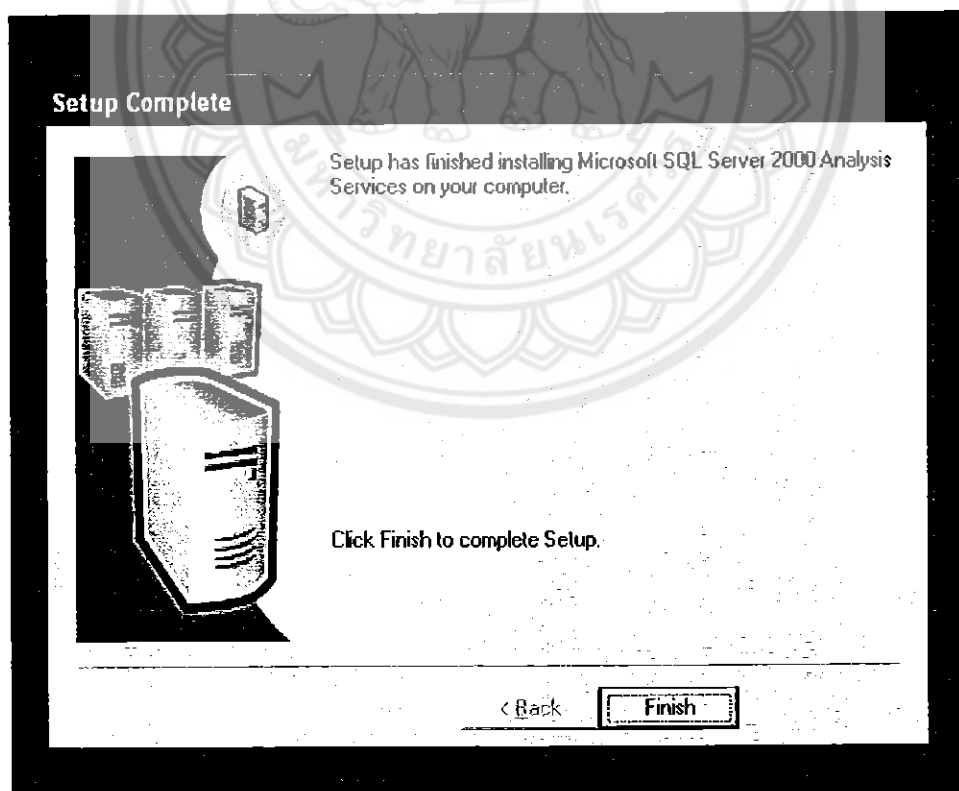 Setup Complete
Setup has finished installing Microsoft SQL Server 2000 Analysis
Services on your computer.
Click Finish to complete Setup.
< Back
Finish